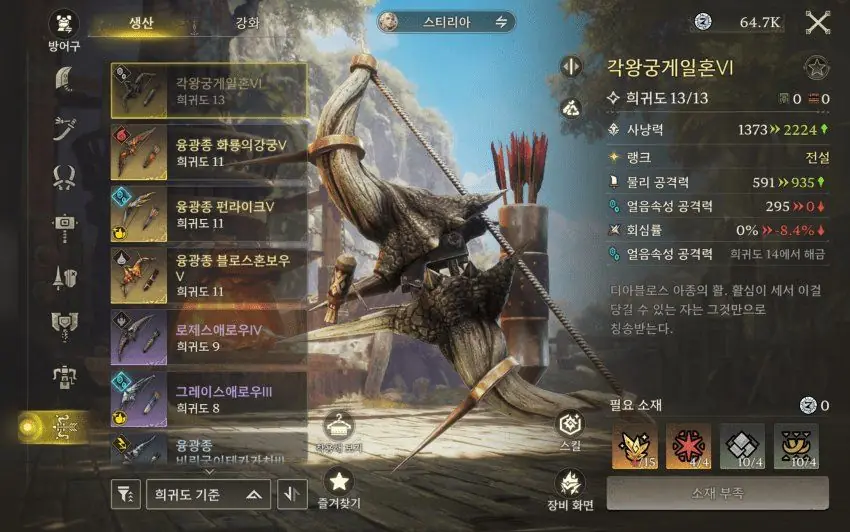 생산
강화
스티리아
64.7K
방어구
각왕궁게일혼VI
희귀도 13
융광종 화룡의강궁V
희귀도 11
융광종 펀라이크V
희귀도 11
융광종 블로스혼보우
V
희귀도 11
로제스애로우IV
희귀도 9
그레이스애로우III
희귀도 8
융광종
희귀도 기준
즐겨찾기
스킬
장비 화면
각왕궁게일혼VI
희귀도 13/13
0
0
사냥력
1373 2224
랭크
전설
물리 공격력
591 935
얼음속성 공격력
295 0
회심률
0% -8.4%
얼음속성 공격력
희귀도 14에서 해금
디아블로스 아종의 활. 활심이 세서 이걸
당길 수 있는 자는 그것만으로
칭송받는다.
필요 소재
0
4/4
10/4
10/4
소재 부족